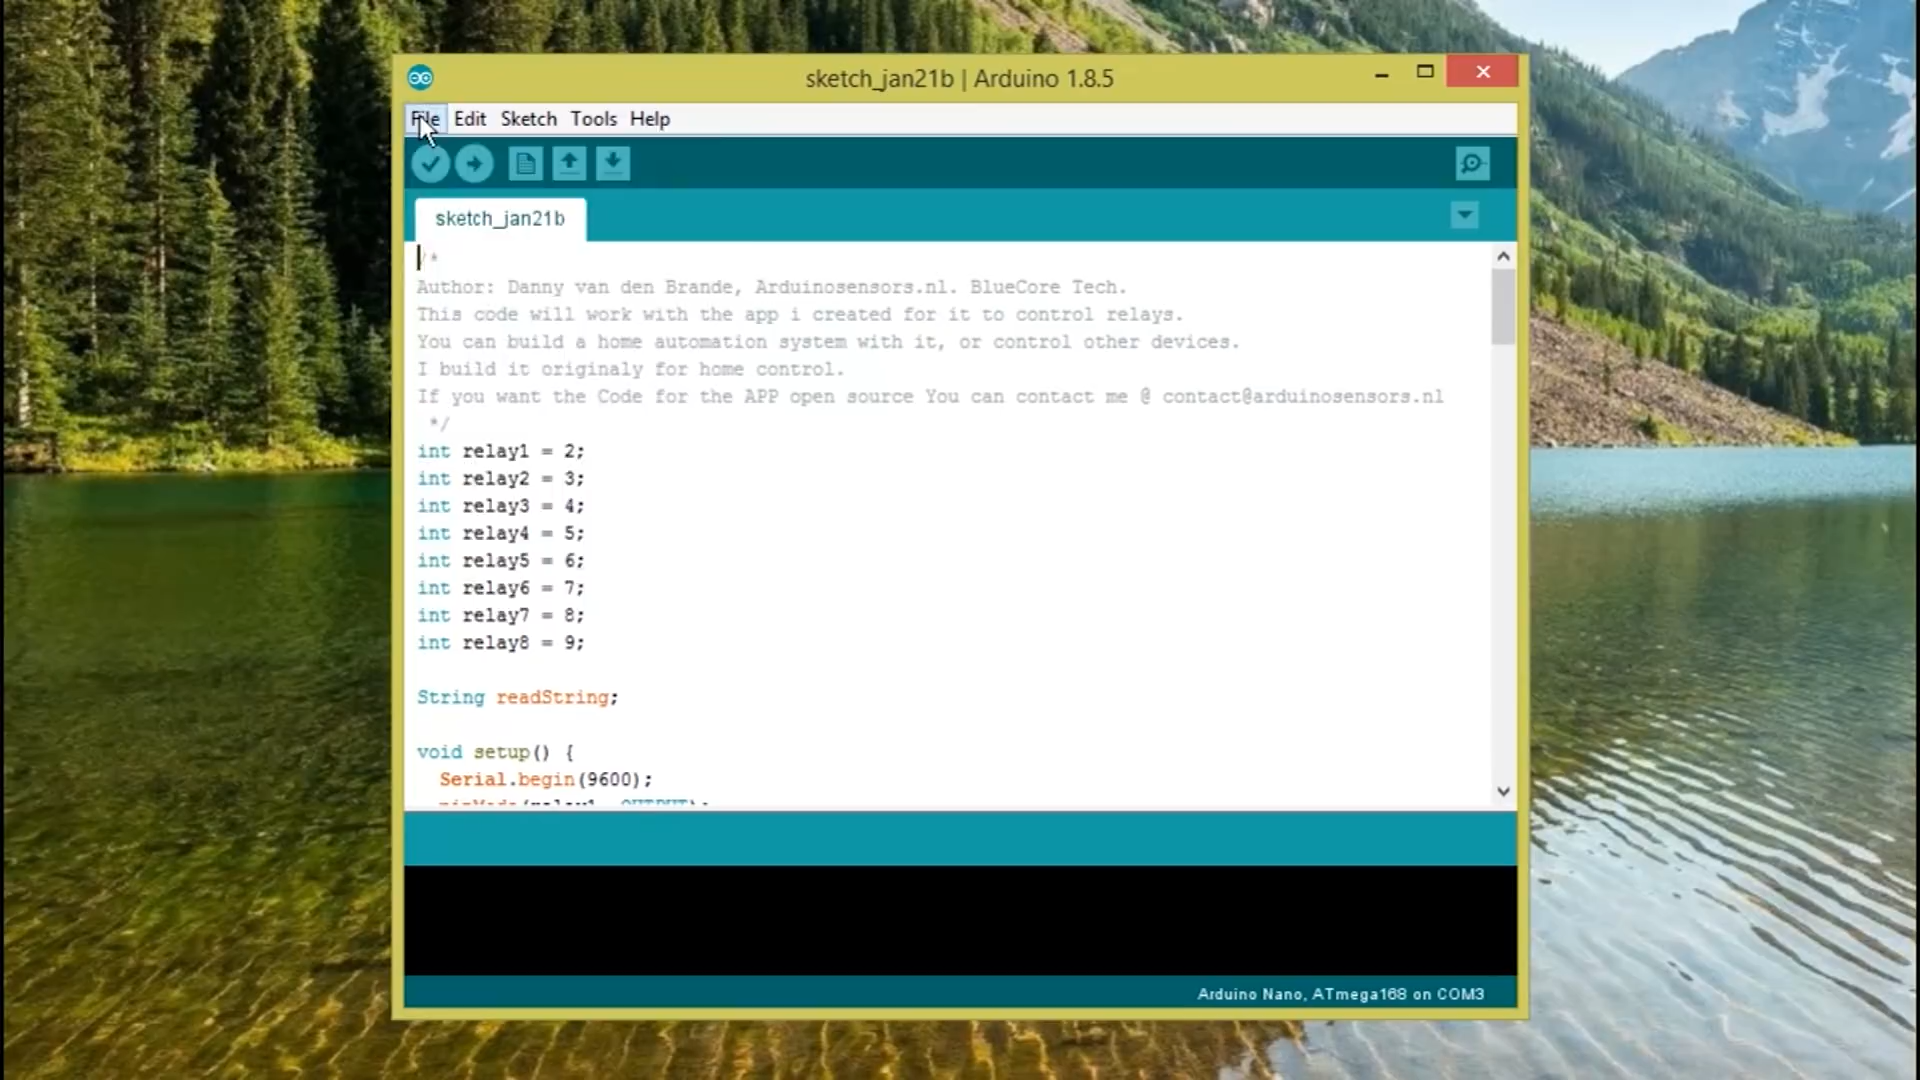 sketch_jan21b | Arduino 1.8.5
File Edit Sketch Tools Help
sketch_jan21b
/*
Author: Danny van den Brande, Arduinosensors.nl. BlueCore Tech.
This code will work with the app i created for it to control relays.
You can build a home automation system with it, or control other devices.
I build it originaly for home control.
If you want the Code for the APP open source You can contact me @ contact@arduinosensors.nl
*/
int relay1 = 2;
int relay2 = 3;
int relay3 = 4;
int relay4 = 5;
int relay5 = 6;
int relay6 = 7;
int relay7 = 8;
int relay8 = 9;
String readString;
void setup() {
Serial.begin(9600);
pinMode(relay1, OUTPUT);
Arduino Nano, ATmega168 on COM3